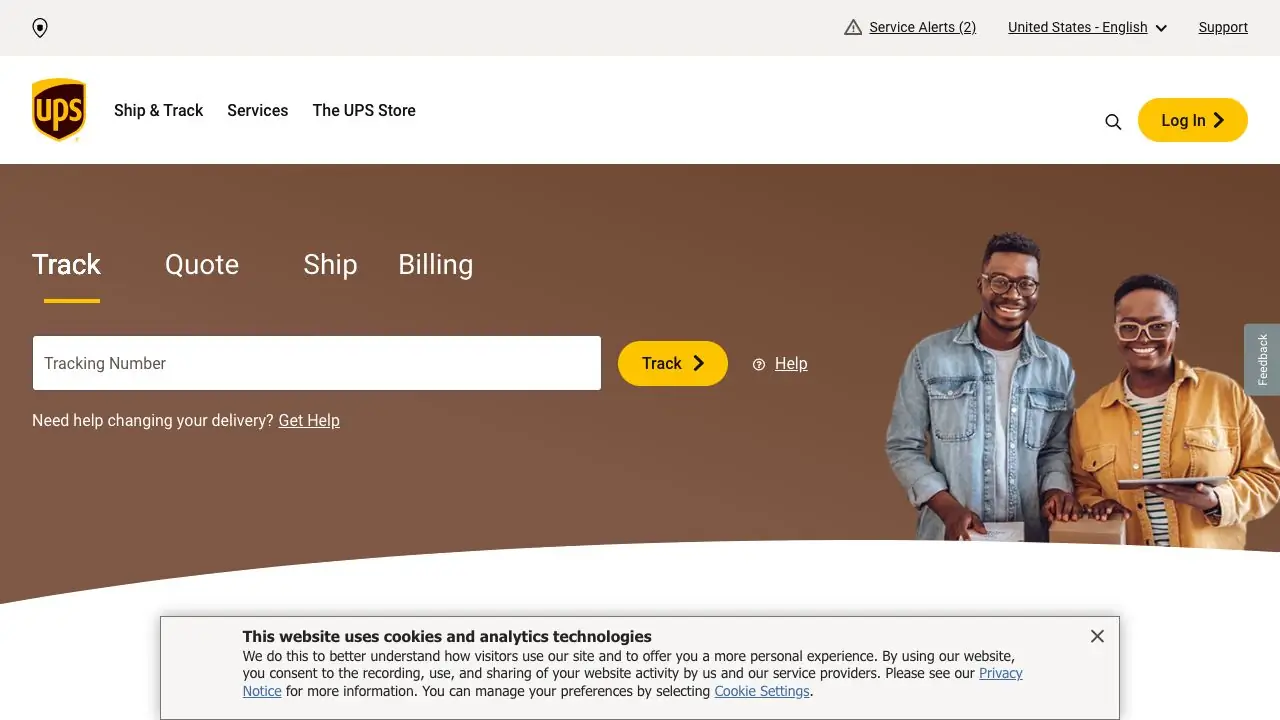 Service Alerts (2)
United States - English
Support
ups
Ship & Track
Services
The UPS Store
Log In
Track
Quote
Ship
Billing
Tracking Number
Track
Help
Need help changing your delivery? Get Help
Feedback
This website uses cookies and analytics technologies
We do this to better understand how visitors use our site and to offer you a more personal experience. By using our website,
you consent to the recording, use, and sharing of your website activity by us and our service providers. Please see our Privacy
Notice for more information. You can manage your preferences by selecting Cookie Settings.